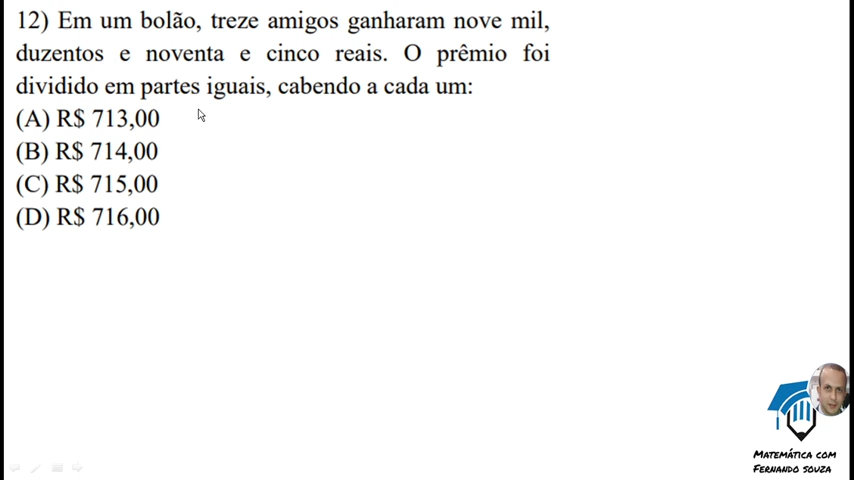 12) Em um bolão, treze amigos ganharam nove mil,
duzentos e noventa e cinco reais. O prêmio foi
dividido em partes iguais, cabendo a cada um:
(A) R$ 713,00
(B) R$ 714,00
(C) R$ 715,00
(D) R$ 716,00
Matemática com
Fernando Souza